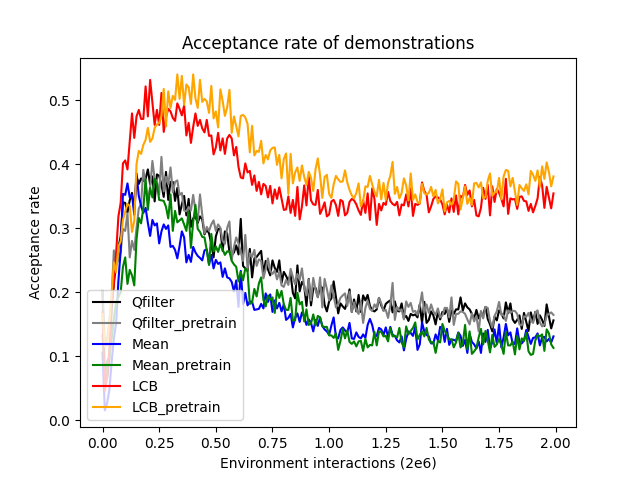 Acceptance rate of demonstrations
Acceptance rate
0.5
0.4
0.3
0.2
0.1
0.0
Qfilter
Qfilter_pretrain
Mean
Mean_pretrain
LCB
LCB_pretrain
0.00 0.25 0.50 0.75 1.00 1.25 1.50 1.75 2.00
Environment interactions (2e6)